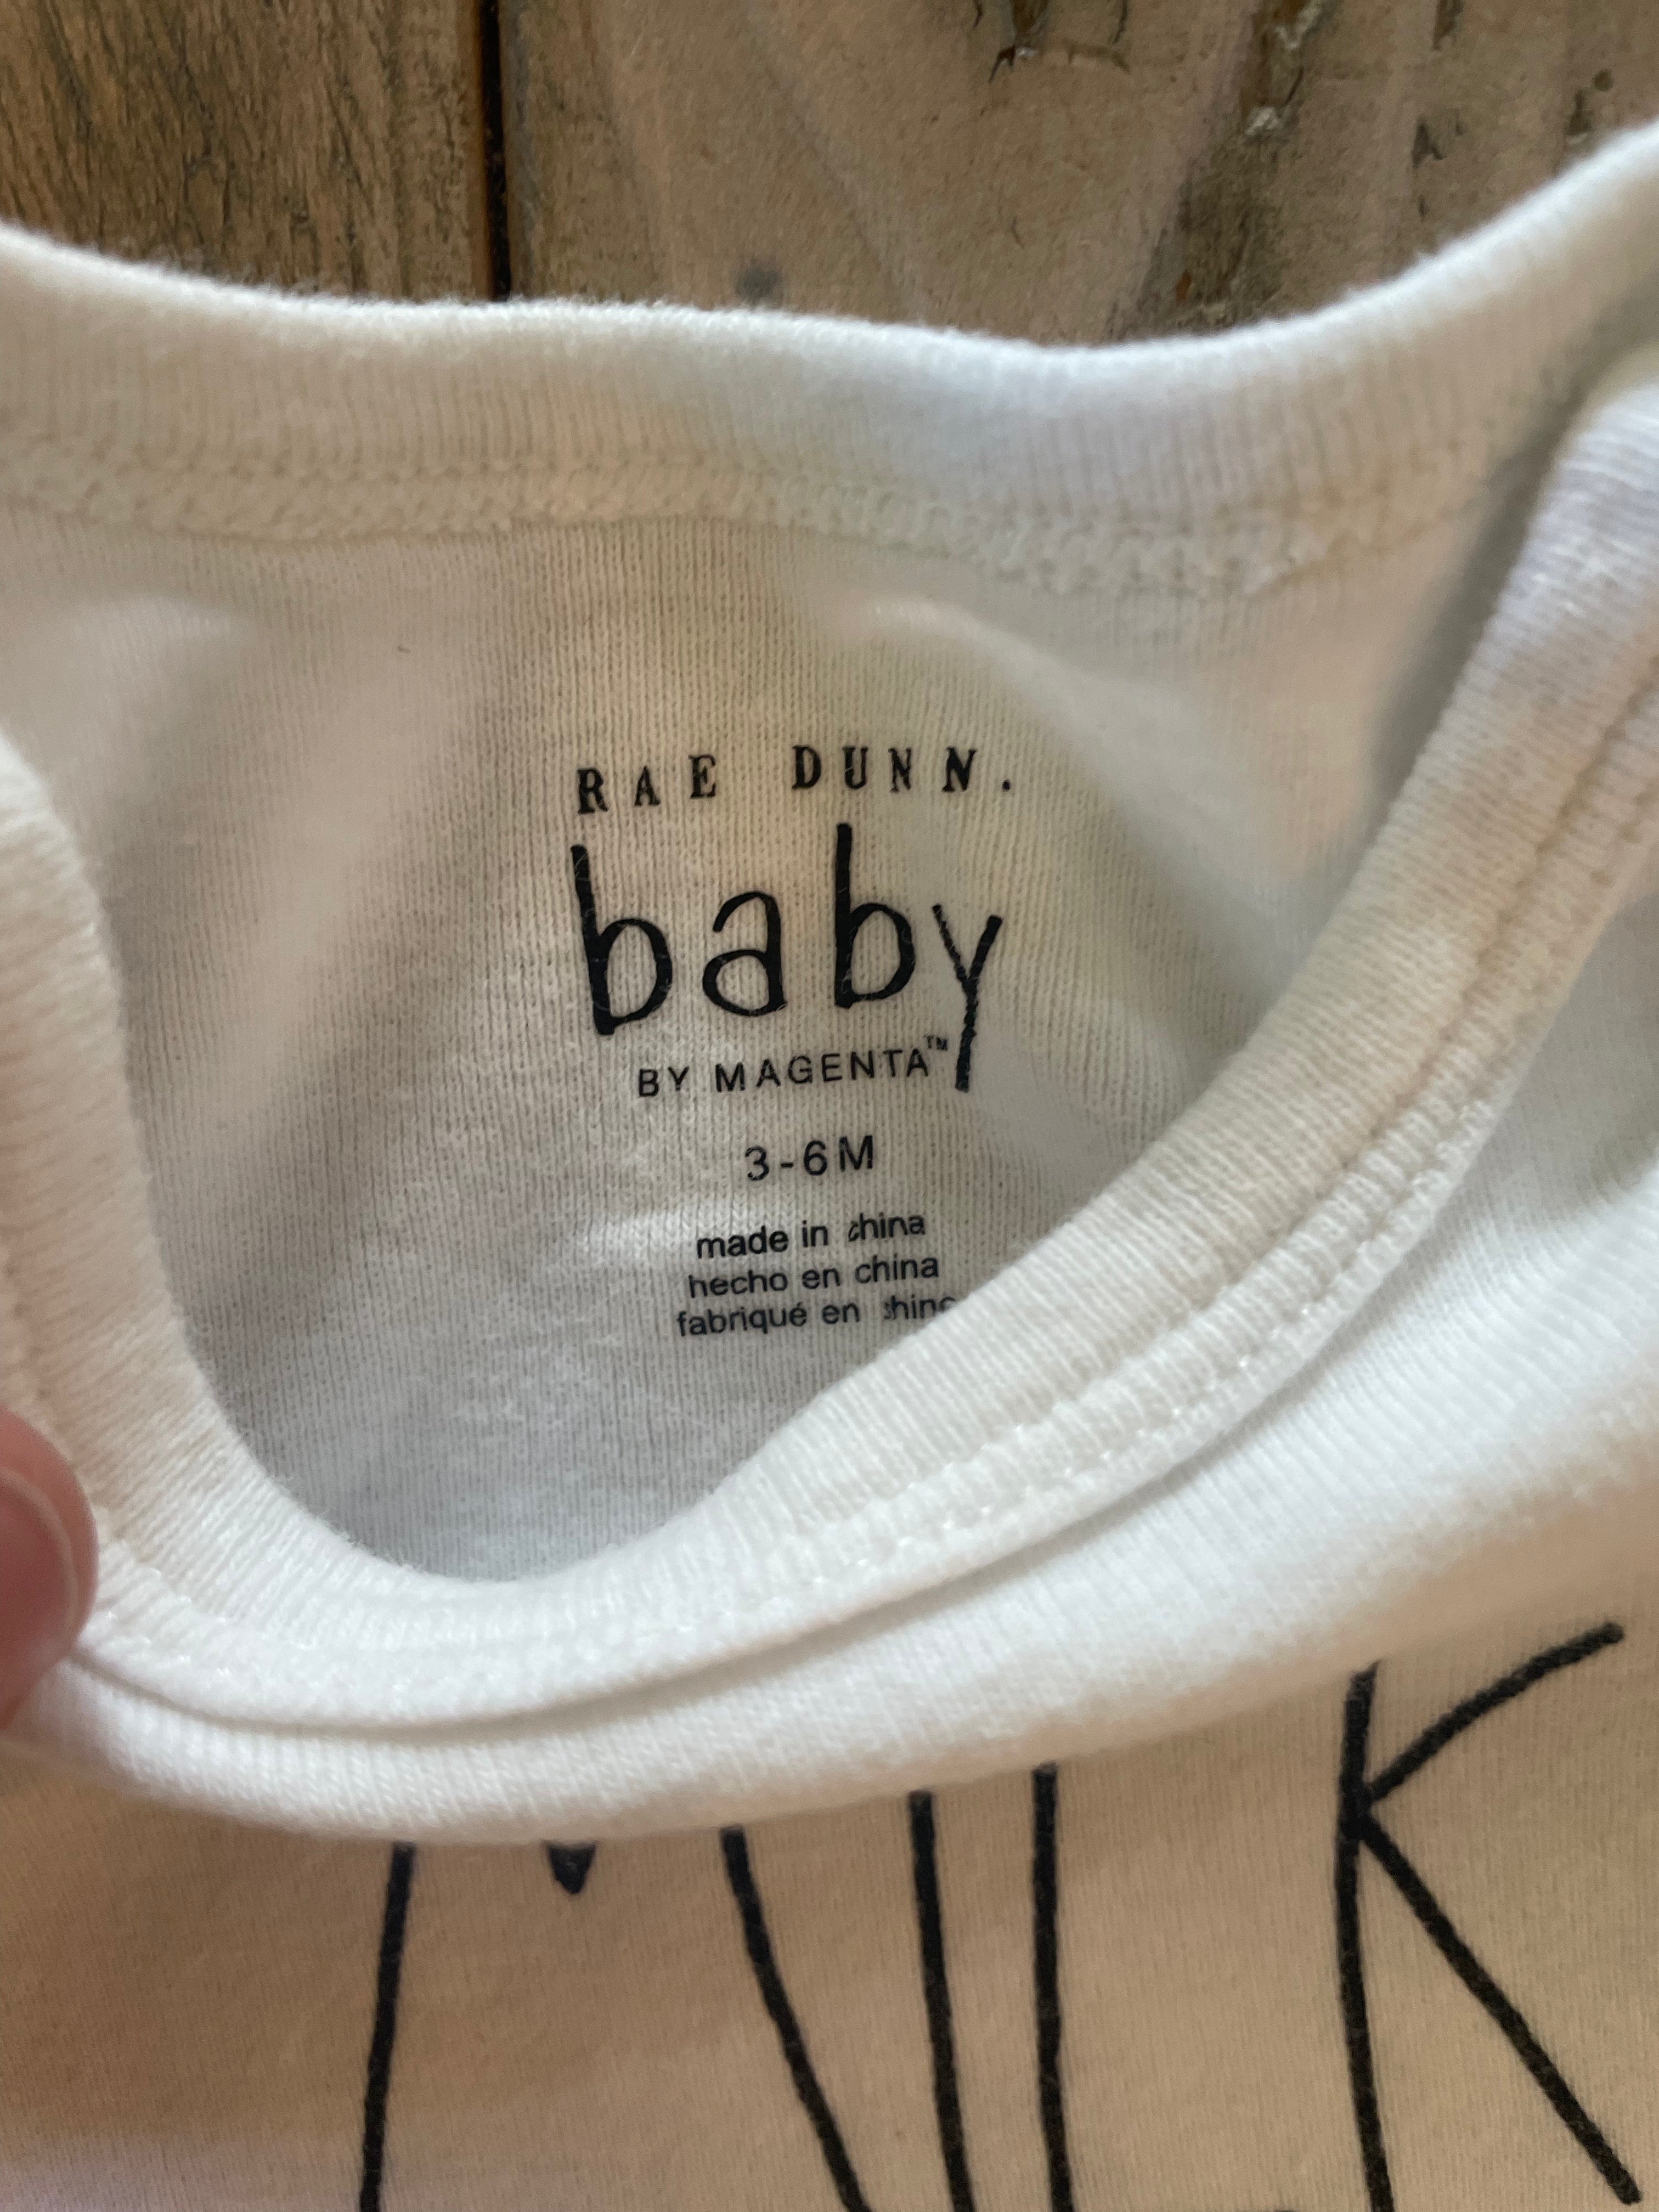 RAE DUNN.
baby
BY MAGENTA™
3-6M
made in china
hecho en china
fabriqué en chine
MILK